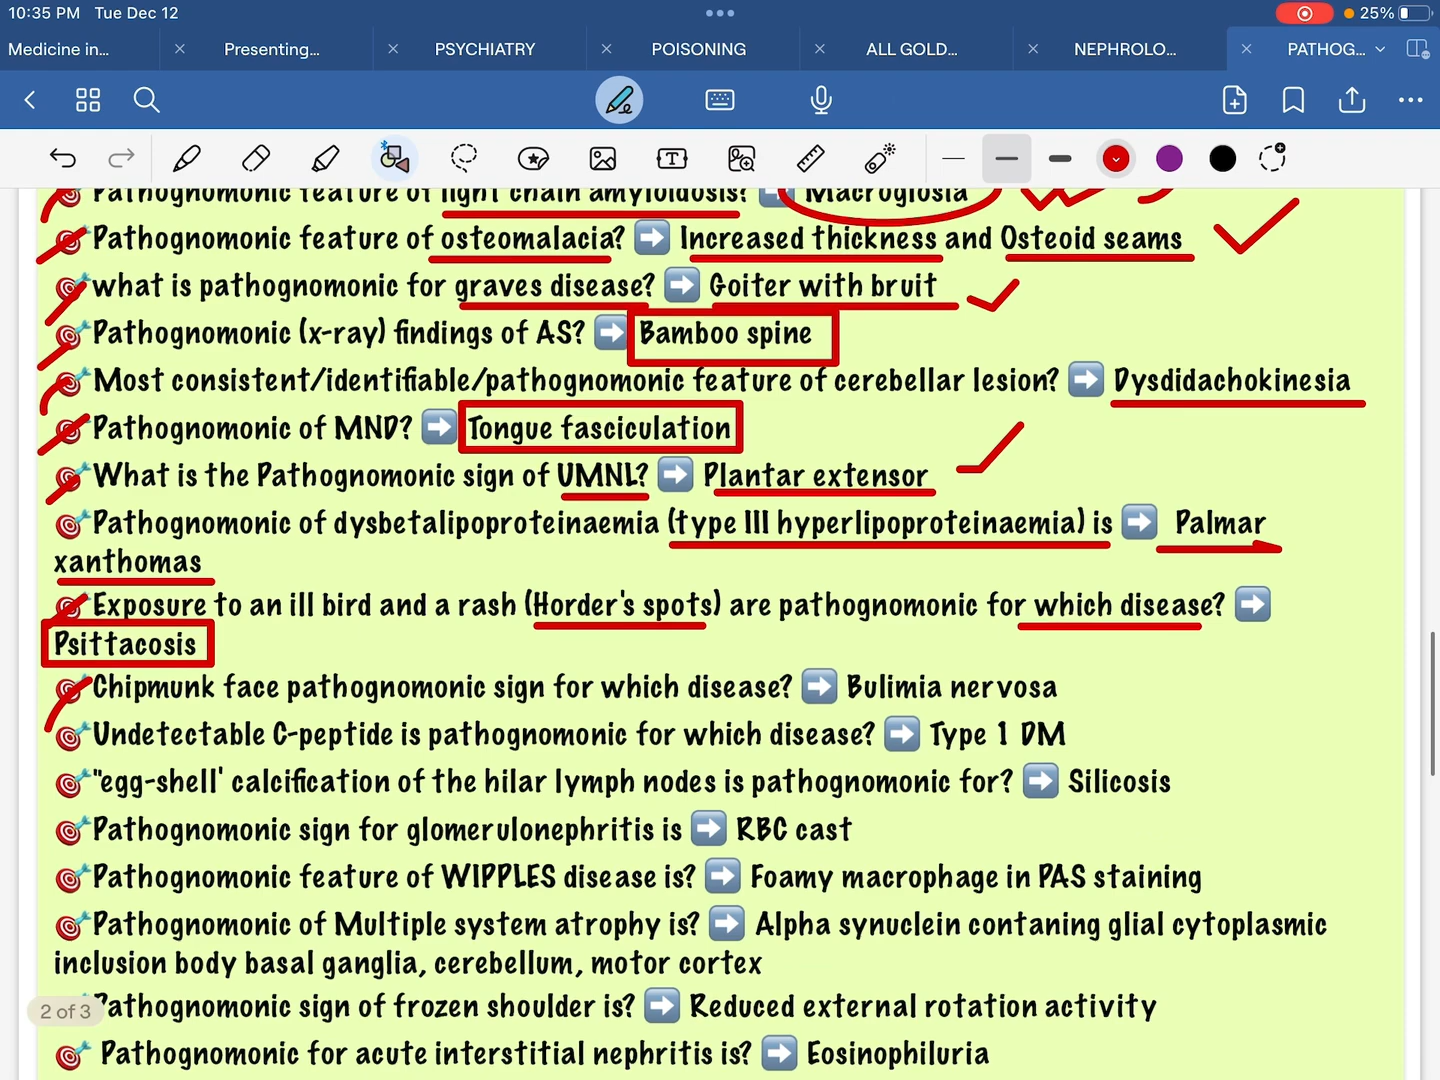 10:35 PM Tue Dec 12
25%
Medicine in...
Presenting...
PSYCHIATRY
POISONING
ALL GOLD...
NEPHROLO...
PATHOG...
Pathognomonic feature of light chain amyloidosis? ➡️ Macroglosia
Pathognomonic feature of osteomalacia? ➡️ Increased thickness and Osteoid seams
what is pathognomonic for graves disease? ➡️ Goiter with bruit
Pathognomonic (x-ray) findings of AS? ➡️ Bamboo spine
Most consistent/identifiable/pathognomonic feature of cerebellar lesion? ➡️ Dysdidachokinesia
Pathognomonic of MND? ➡️ Tongue fasciculation
What is the Pathognomonic sign of UMNL? ➡️ Plantar extensor
🎯Pathognomonic of dysbetalipoproteinaemia (type III hyperlipoproteinaemia) is ➡️ Palmar
xanthomas
Exposure to an ill bird and a rash (Horder's spots) are pathognomonic for which disease? ➡️
Psittacosis
Chipmunk face pathognomonic sign for which disease? ➡️ Bulimia nervosa
🎯Undetectable C-peptide is pathognomonic for which disease? ➡️ Type 1 DM
🎯"egg-shell' calcification of the hilar lymph nodes is pathognomonic for? ➡️ Silicosis
🎯Pathognomonic sign for glomerulonephritis is ➡️ RBC cast
🎯Pathognomonic feature of WIPPLES disease is? ➡️ Foamy macrophage in PAS staining
🎯Pathognomonic of Multiple system atrophy is? ➡️ Alpha synuclein contaning glial cytoplasmic
inclusion body basal ganglia, cerebellum, motor cortex
2 of 3
Pathognomonic sign of frozen shoulder is? ➡️ Reduced external rotation activity
🎯 Pathognomonic for acute interstitial nephritis is? ➡️ Eosinophiluria